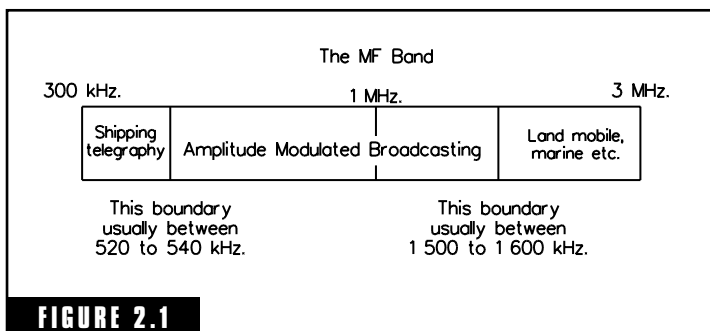 The MF Band
300 kHz.
1 MHz.
3 MHz.
Shipping
telegraphy
Amplitude Modulated Broadcasting
Land mobile,
marine etc.
This boundary
usually between
520 to 540 kHz.
This boundary
usually between
1 500 to 1 600 kHz.
FIGURE 2.1